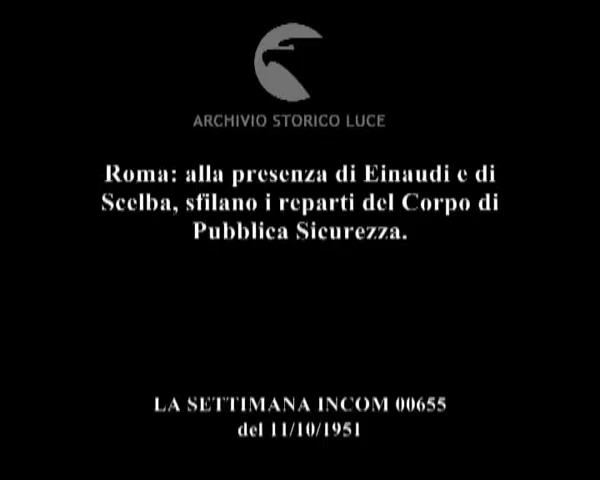 ARCHIVIO STORICO LUCE
Roma: alla presenza di Einaudi e di
Scelba, sfilano i reparti del Corpo di
Pubblica Sicurezza.
LA SETTIMANA INCOM 00655
del 11/10/1951